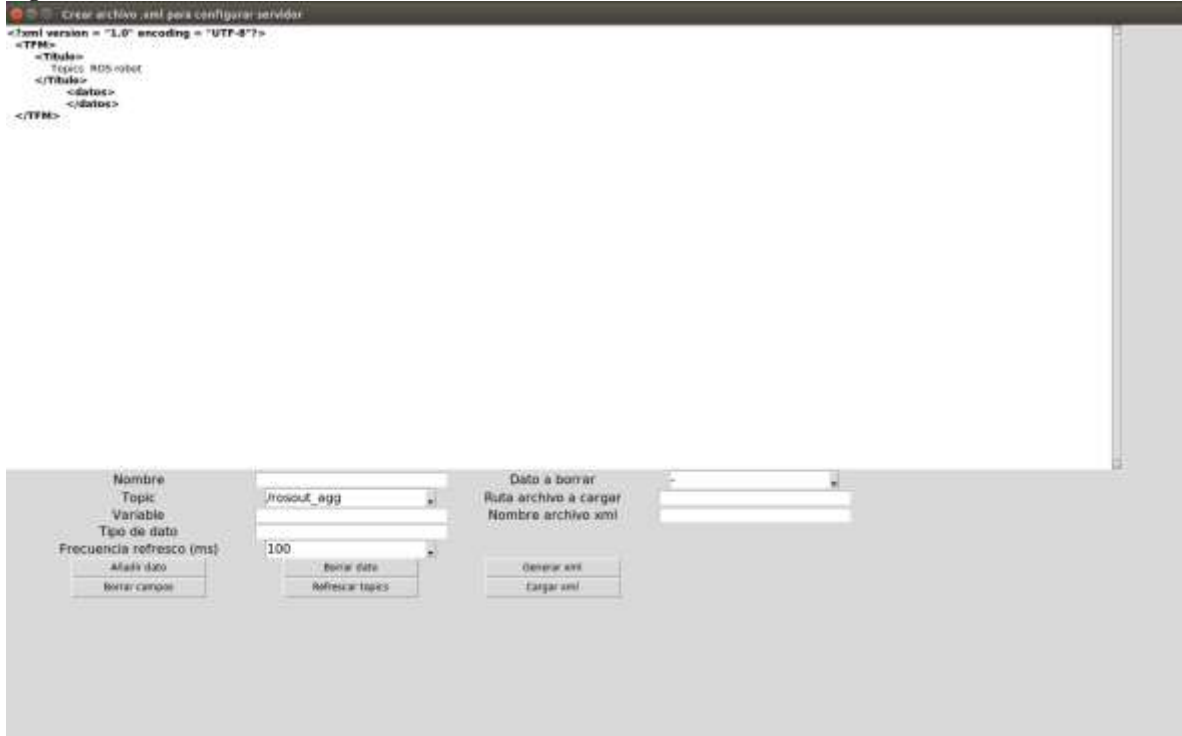 Crear archivo .xml para configurar servidor
<?xml version = "1.0" encoding = "UTF-8"?>
<TFM>
<Titulo>
Topics ROS robot
</Titulo>
<datos>
</datos>
</TFM>
Nombre
Dato a borrar
-
Topic
/rosout_agg
Ruta archivo a cargar
Variable
Nombre archivo xml
Tipo de dato
Frecuencia refresco (ms)
100
Añadir dato
Borrar dato
Generar xml
Borrar campos
Refrescar topics
Cargar xml